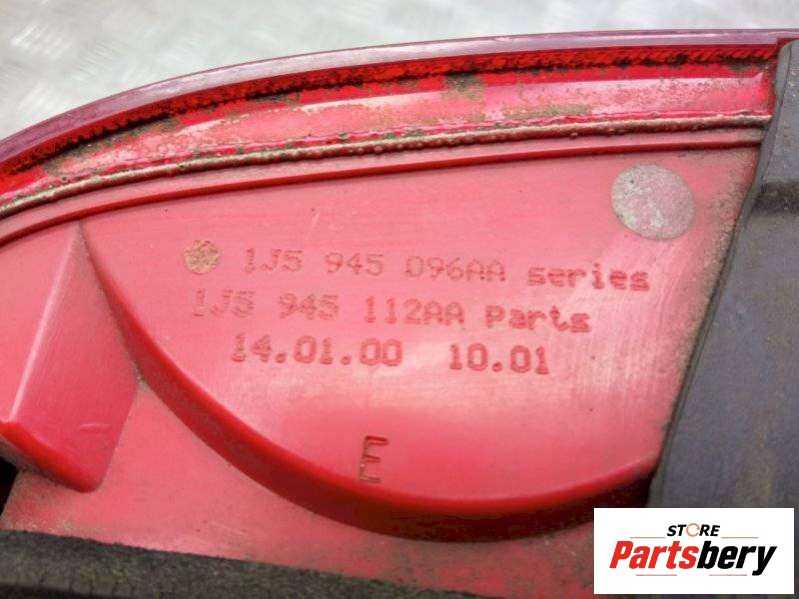 1J5 945 096AA series
1J5 945 112AA Parts
14.01.00 10.01
E
STORE
Partsbery